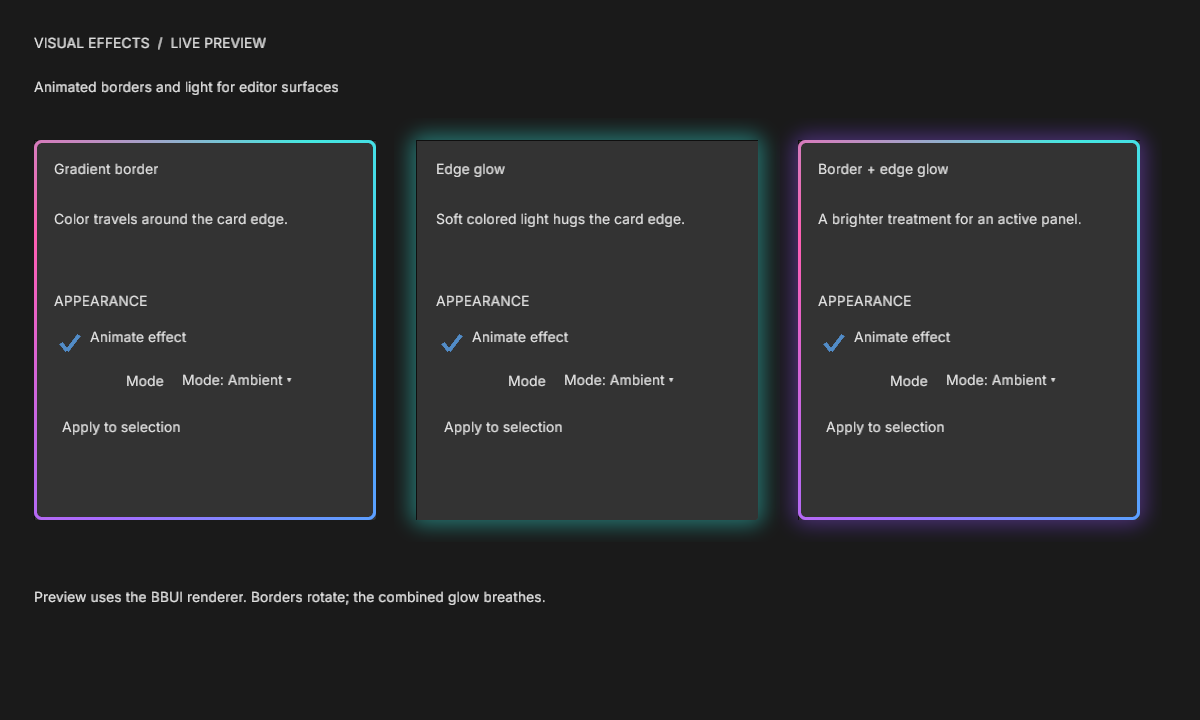 VISUAL EFFECTS / LIVE PREVIEW
Animated borders and light for editor surfaces
Gradient border
Color travels around the card edge.
APPEARANCE
Animate effect
Mode Mode: Ambient
Apply to selection
Edge glow
Soft colored light hugs the card edge.
APPEARANCE
Animate effect
Mode Mode: Ambient
Apply to selection
Border + edge glow
A brighter treatment for an active panel.
APPEARANCE
Animate effect
Mode Mode: Ambient
Apply to selection
Preview uses the BBUI renderer. Borders rotate; the combined glow breathes.